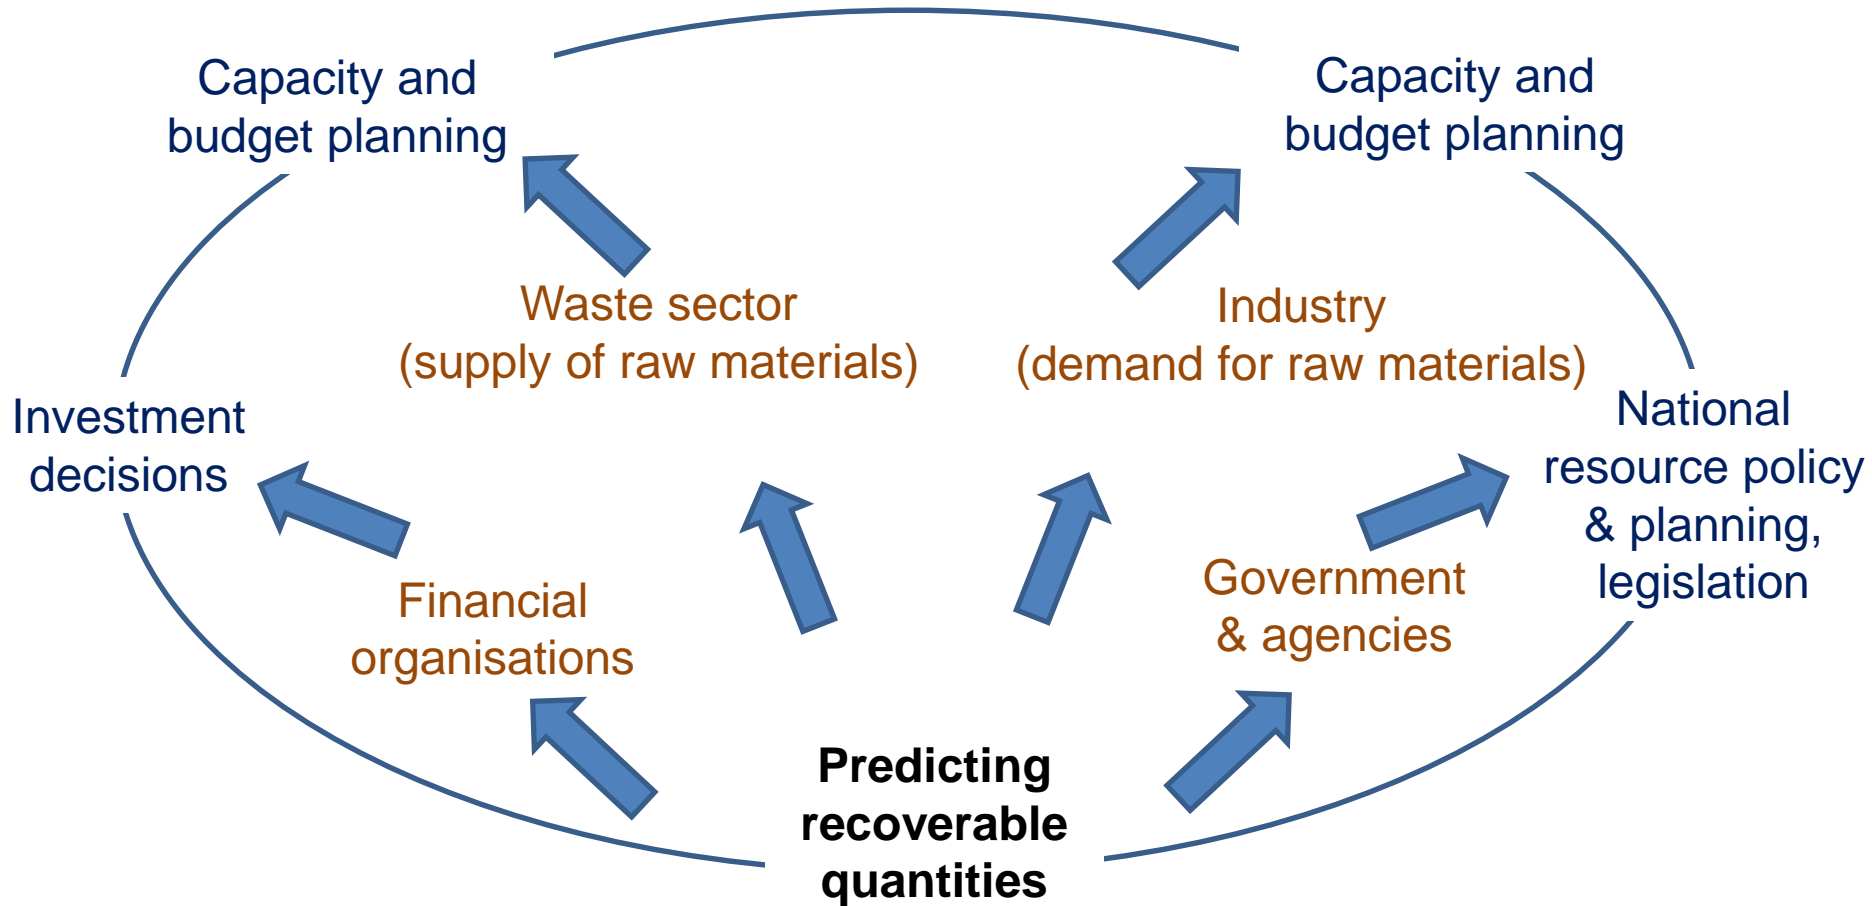 Capacity and
budget planning
Capacity and
budget planning
Waste sector
(supply of raw materials)
Industry
(demand for raw materials)
Investment
decisions
National
resource policy
& planning,
legislation
Financial
organisations
Government
& agencies
Predicting
recoverable
quantities